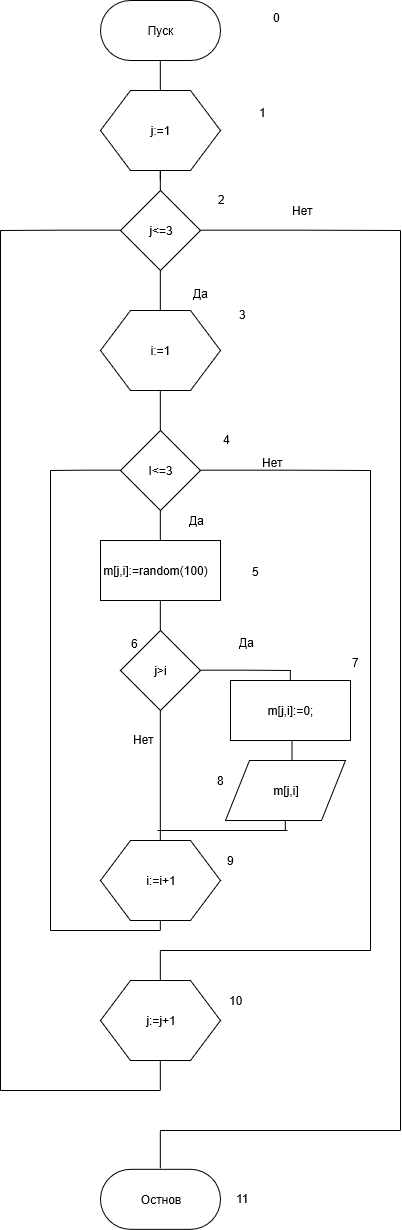 Пуск
0
1
j:=1
2
Нет
j<=3
Да
3
i:=1
4
Нет
I<=3
Да
m[j,i]:=random(100)
5
6
Да
j>i
7
m[j,i]:=0;
Нет
8
m[j,i]
9
i:=i+1
10
j:=j+1
Остнов
11